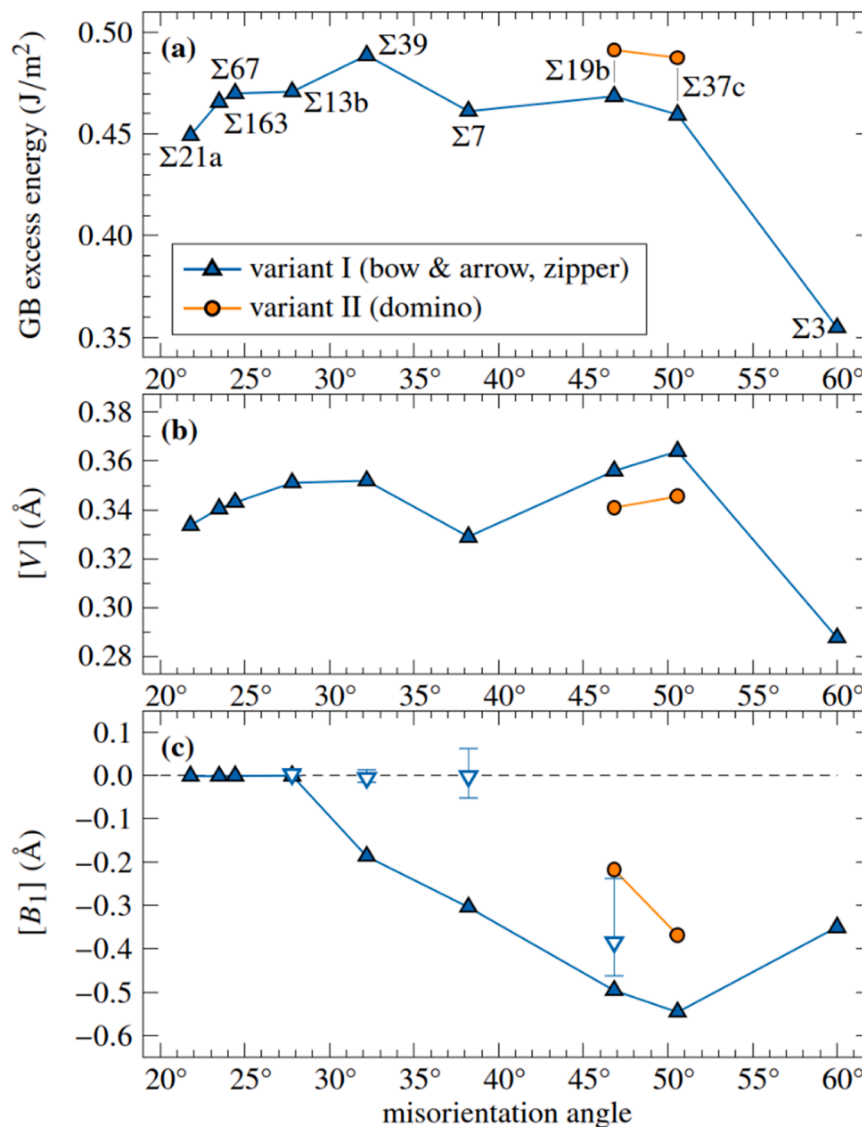 GB excess energy (J/m²)
(a)
0.50
0.45
0.40
0.35
Σ21a
Σ163
Σ67
Σ13b
Σ39
Σ7
Σ19b
Σ37c
Σ3
variant I (bow & arrow, zipper)
variant II (domino)
20° 25° 30° 35° 40° 45° 50° 55° 60°
[V] (Å)
(b)
0.38
0.36
0.34
0.32
0.30
0.28
20° 25° 30° 35° 40° 45° 50° 55° 60°
[B₁] (Å)
(c)
0.1
0.0
−0.1
−0.2
−0.3
−0.4
−0.5
−0.6
20° 25° 30° 35° 40° 45° 50° 55° 60°
misorientation angle